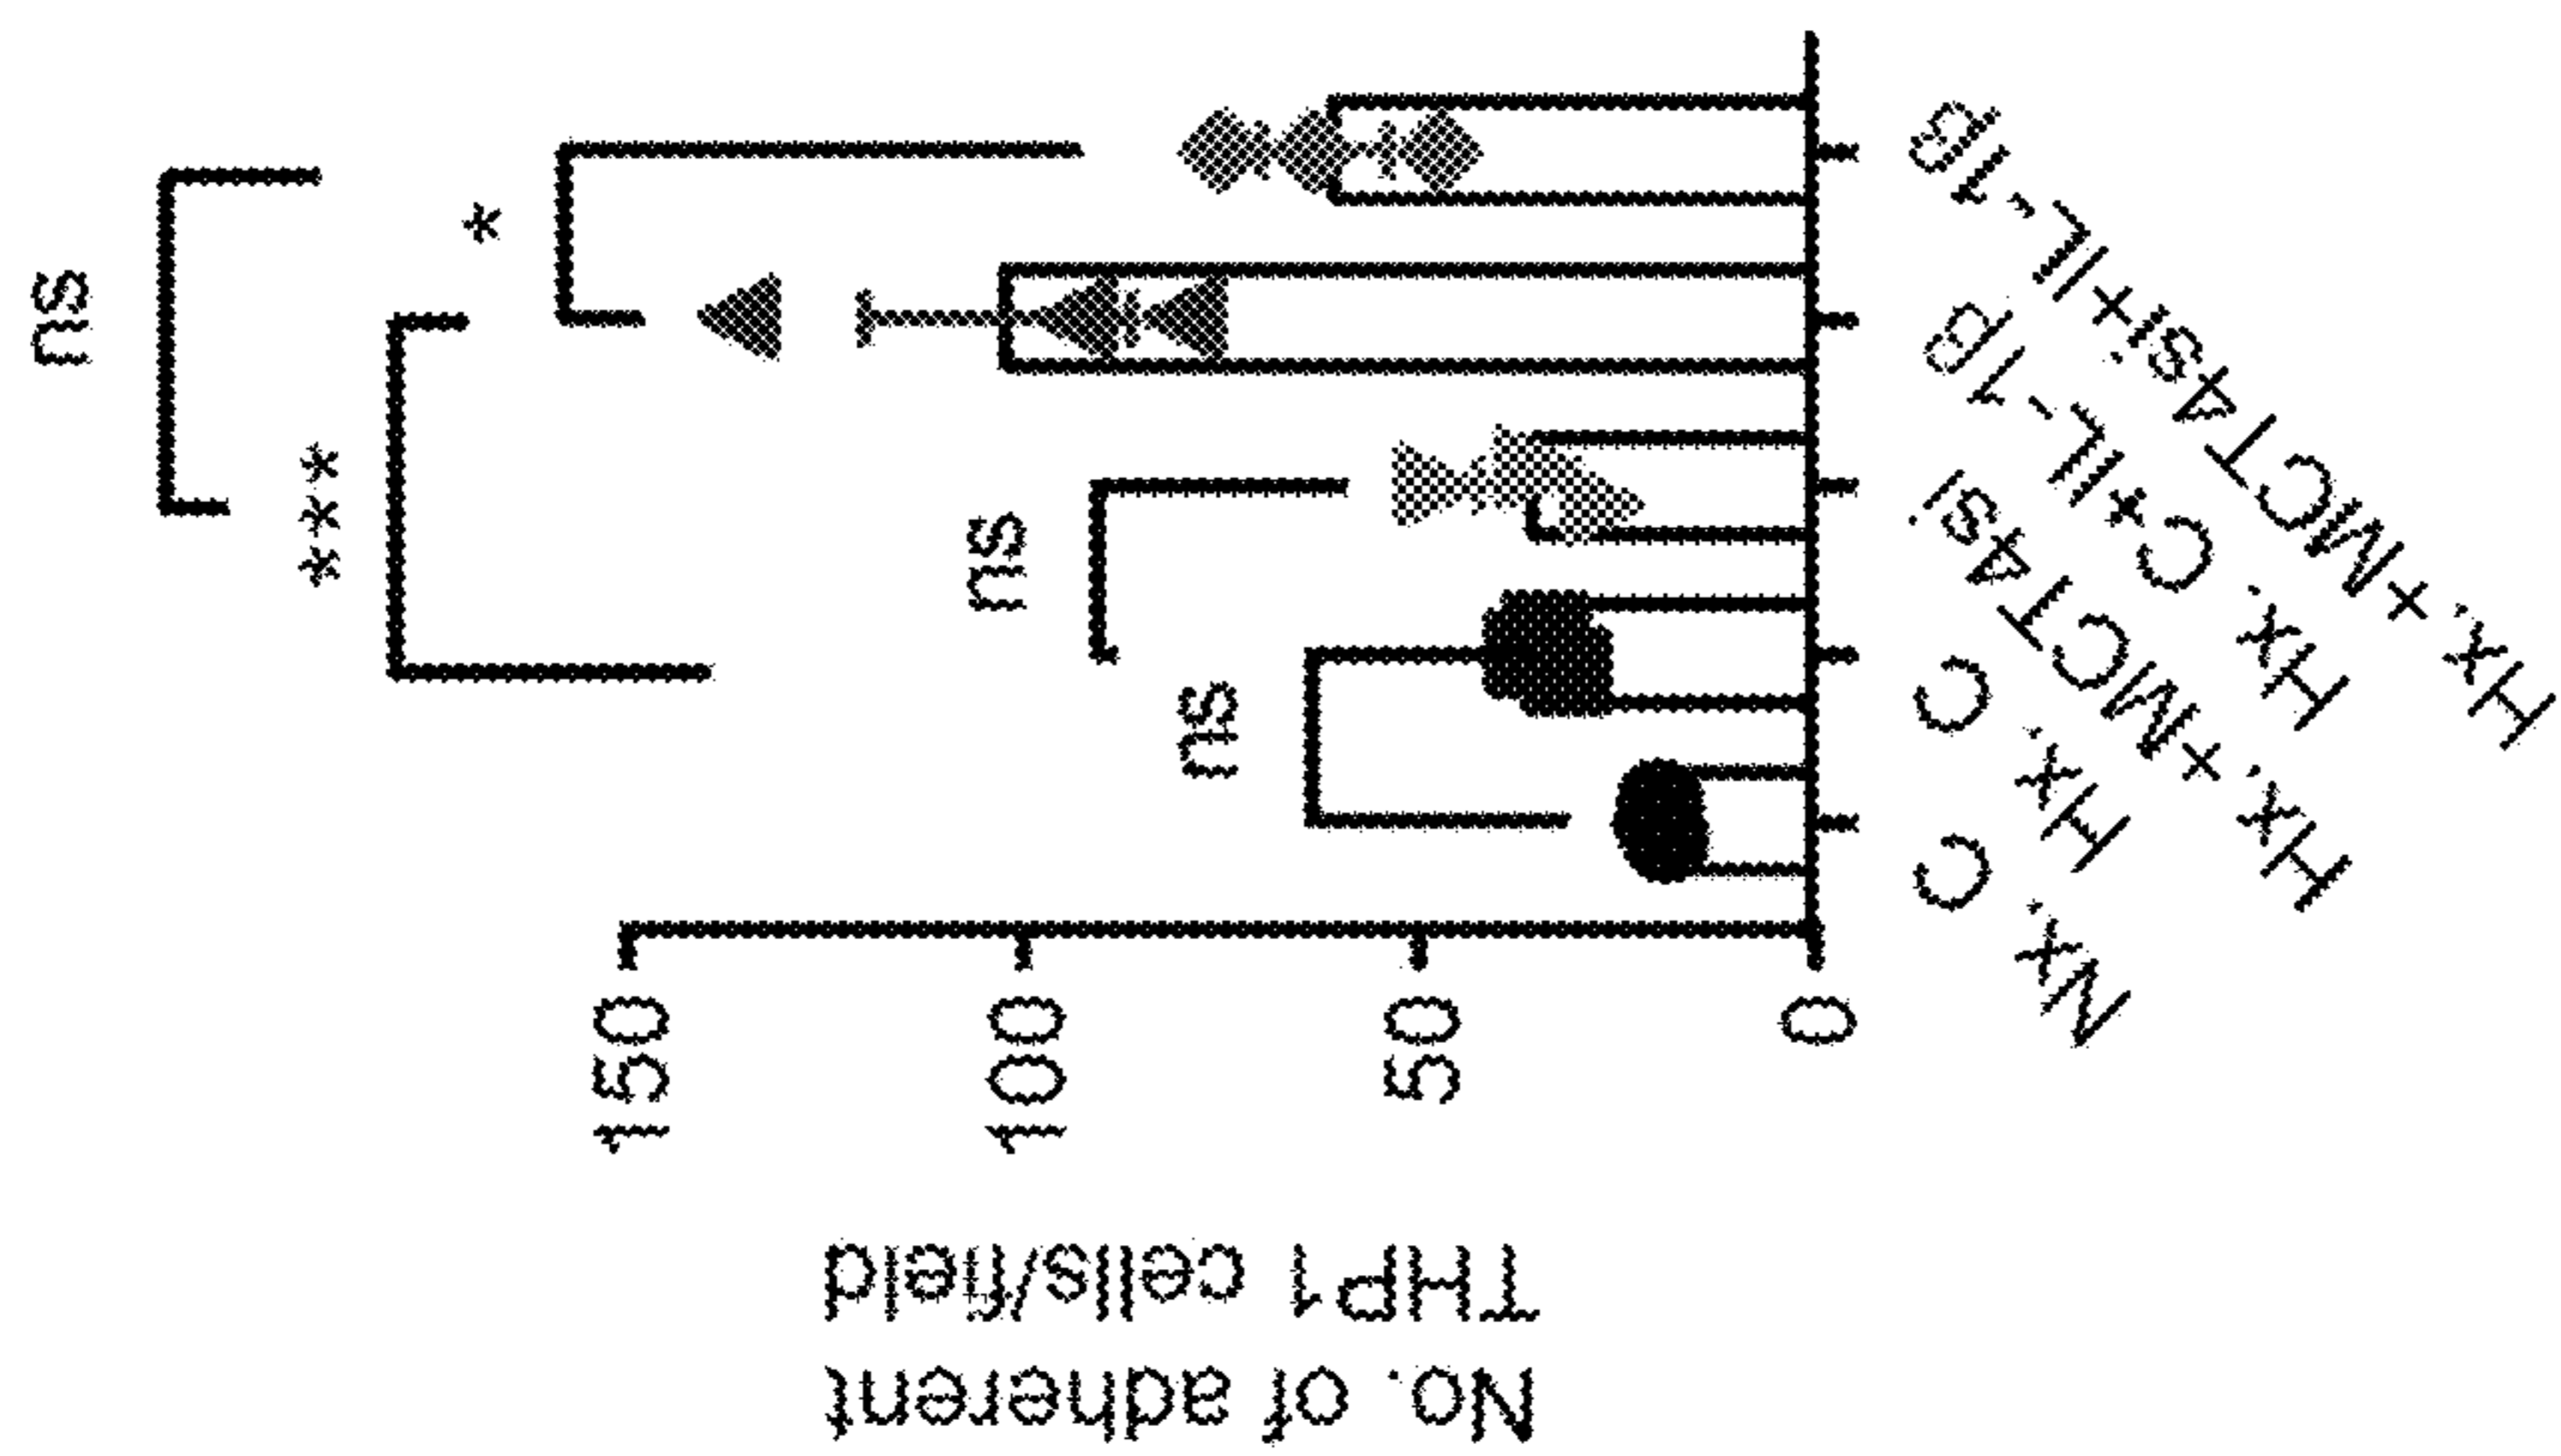 No. of adherent
THP1 cells/field
150
100
50
0
ns
***
*
ns
ns
Nx. C
Hx. C
Hx. +MCT4si
Hx. C+IL-1β
Hx. +MCT4si+IL-1β